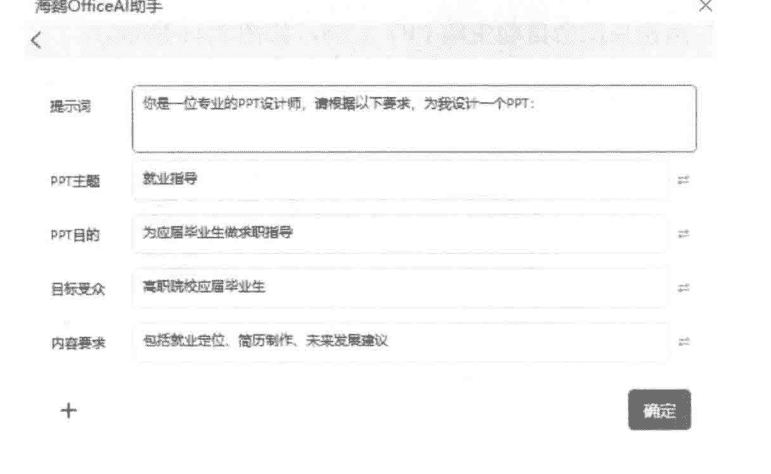 海鹦OfficeAI助手
提示词
你是一位专业的PPT设计师，请根据以下要求，为我设计一个PPT：
PPT主题
就业指导
PPT目的
为应届毕业生做求职指导
目标受众
高职院校应届毕业生
内容要求
包括就业定位、简历制作、未来发展建议
确定